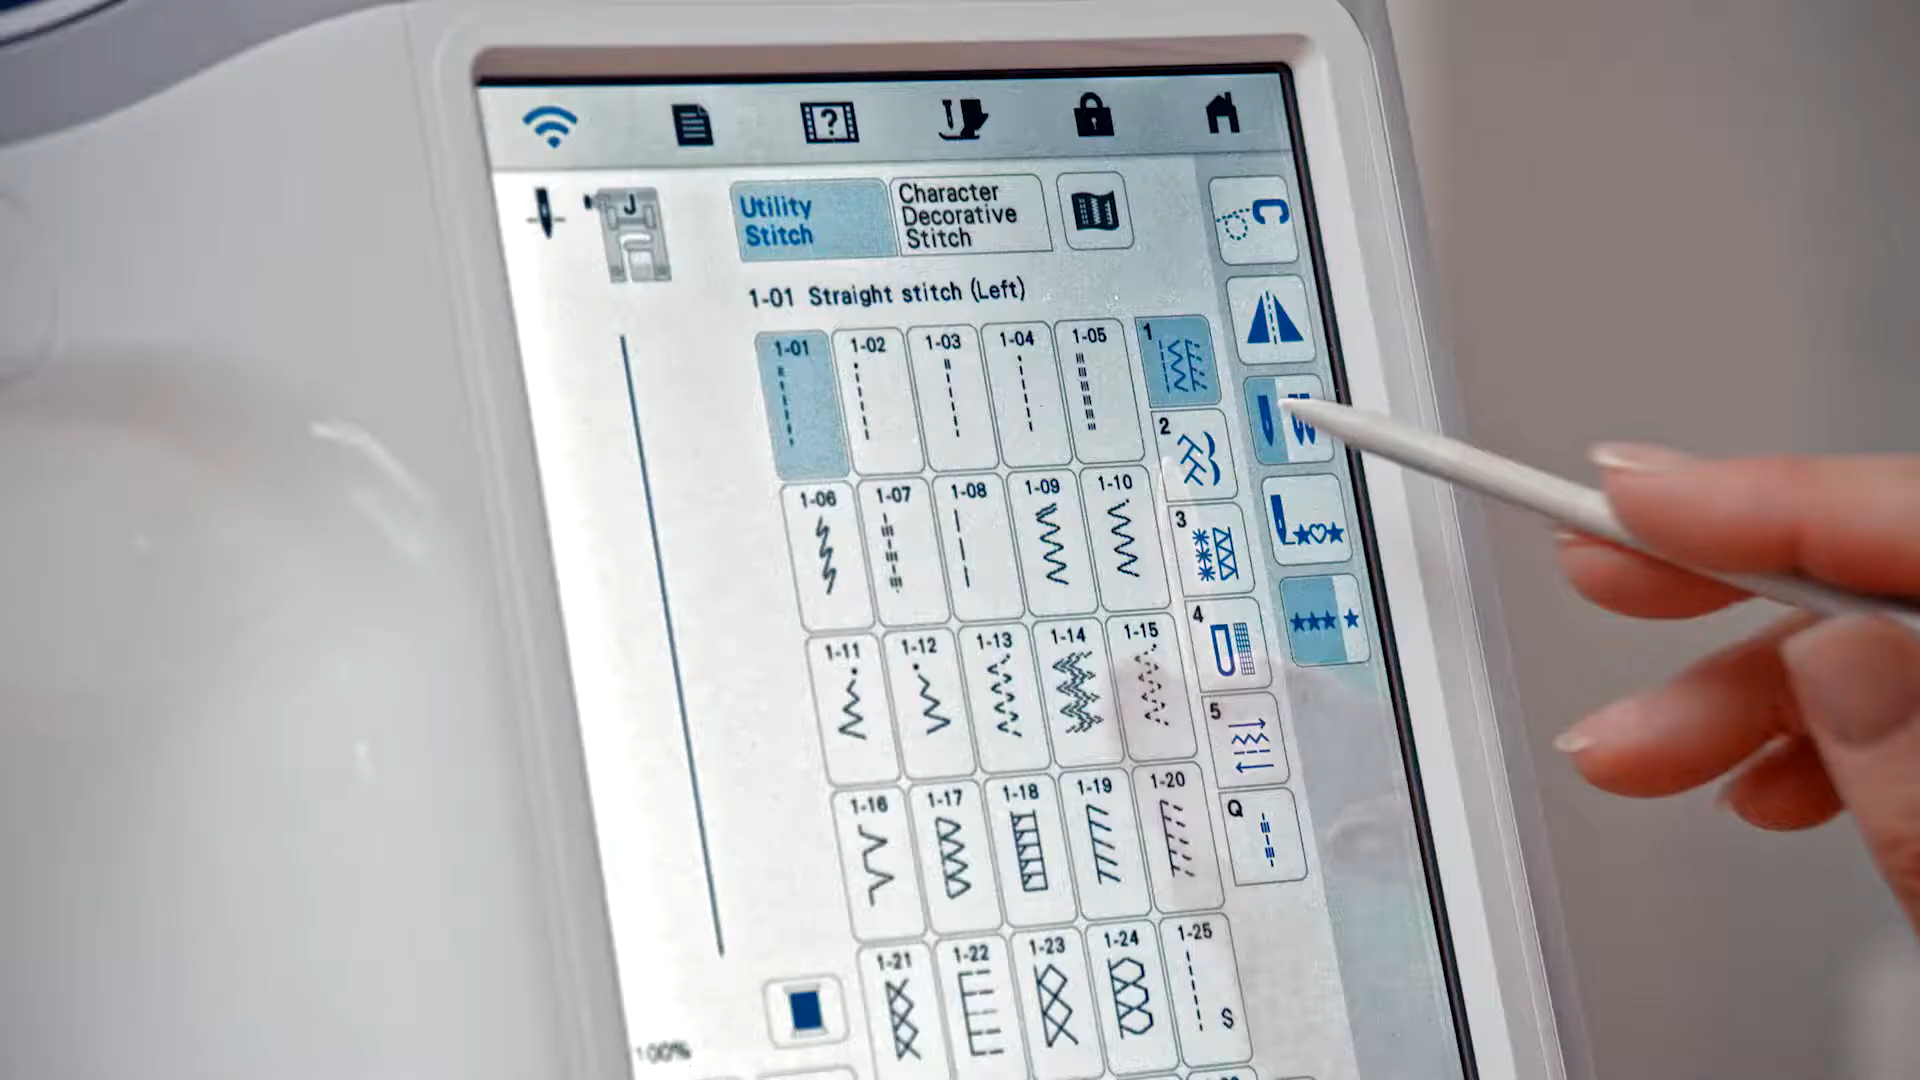 ?
J
Utility
Stitch
Character
Decorative
Stitch
1-01 Straight stitch (Left)
1-01 1-02 1-03 1-04 1-05
1
2
1-06 1-07 1-08 1-09 1-10
3
1-11 1-12 1-13 1-14 1-15
4
5
1-16 1-17 1-18 1-19 1-20
Q
1-21 1-22 1-23 1-24 1-25
S
100%